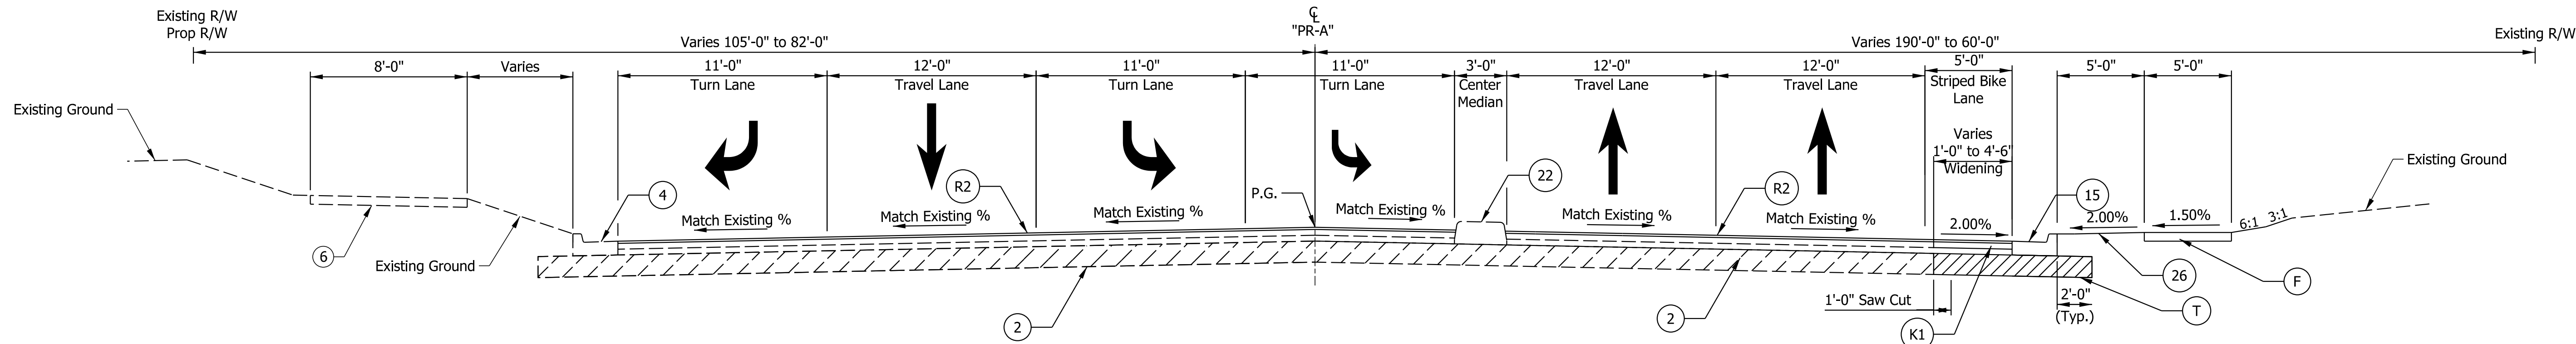 Existing R/W
Prop R/W
℄
"PR-A"
Existing R/W
Varies 105'-0" to 82'-0"
Varies 190'-0" to 60'-0"
8'-0"
Varies
11'-0"
Turn Lane
12'-0"
Travel Lane
11'-0"
Turn Lane
11'-0"
Turn Lane
3'-0"
Center
Median
12'-0"
Travel Lane
12'-0"
Travel Lane
5'-0"
Striped Bike
Lane
5'-0"
5'-0"
Existing Ground
Varies
1'-0" to 4'-6"
Widening
Existing Ground
4
R2
P.G.
22
R2
15
Match Existing %
Match Existing %
Match Existing %
Match Existing %
Match Existing %
Match Existing %
2.00%
2.00%
1.50%
6:1
3:1
6
Existing Ground
2
2
1'-0" Saw Cut
K1
2'-0"
(Typ.)
26
T
F